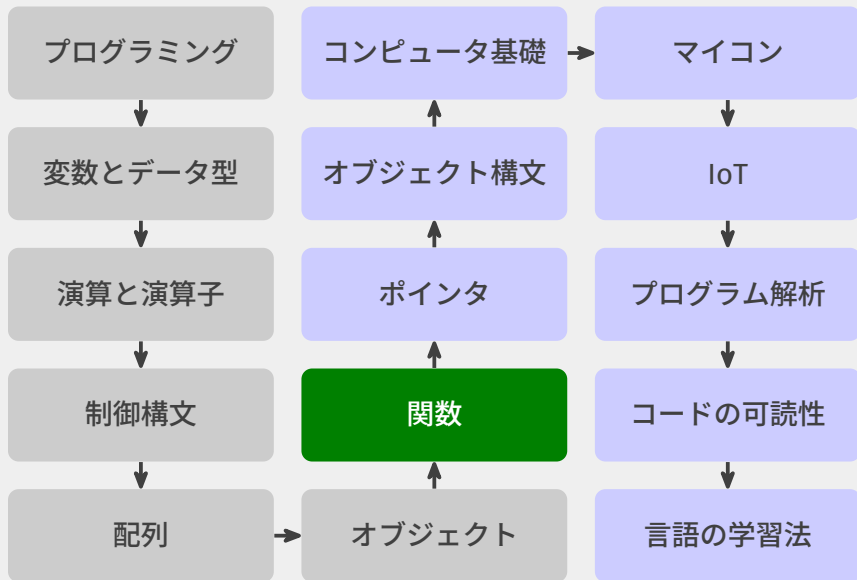 プログラミング
変数とデータ型
演算と演算子
制御構文
配列
オブジェクト
関数
ポインタ
オブジェクト構文
コンピュータ基礎
マイコン
IoT
プログラム解析
コードの可読性
言語の学習法